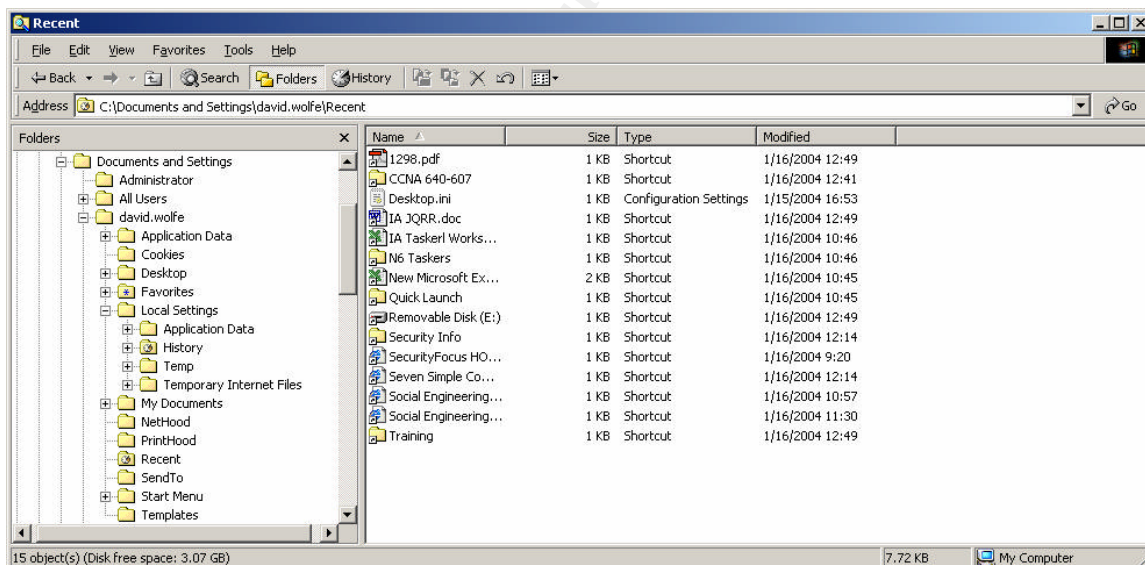 Recent
File Edit View Favorites Tools Help
Back Search Folders History
Address C:\Documents and Settings\david.wolfe\Recent Go
Folders
Documents and Settings
Administrator
All Users
david.wolfe
Application Data
Cookies
Desktop
Favorites
Local Settings
Application Data
History
Temp
Temporary Internet Files
My Documents
NetHood
PrintHood
Recent
SendTo
Start Menu
Templates
Name Size Type Modified
1298.pdf 1 KB Shortcut 1/16/2004 12:49
CCNA 640-607 1 KB Shortcut 1/16/2004 12:41
Desktop.ini 1 KB Configuration Settings 1/15/2004 16:53
IA JQRR.doc 1 KB Shortcut 1/16/2004 12:49
IA Taskerl Works... 1 KB Shortcut 1/16/2004 10:46
N6 Taskers 1 KB Shortcut 1/16/2004 10:46
New Microsoft Ex... 2 KB Shortcut 1/16/2004 10:45
Quick Launch 1 KB Shortcut 1/16/2004 10:45
Removable Disk (E:) 1 KB Shortcut 1/16/2004 12:49
Security Info 1 KB Shortcut 1/16/2004 12:14
SecurityFocus HO... 1 KB Shortcut 1/16/2004 9:20
Seven Simple Co... 1 KB Shortcut 1/16/2004 12:14
Social Engineering... 1 KB Shortcut 1/16/2004 10:57
Social Engineering... 1 KB Shortcut 1/16/2004 11:30
Training 1 KB Shortcut 1/16/2004 12:49
15 object(s) (Disk free space: 3.07 GB) 7.72 KB My Computer